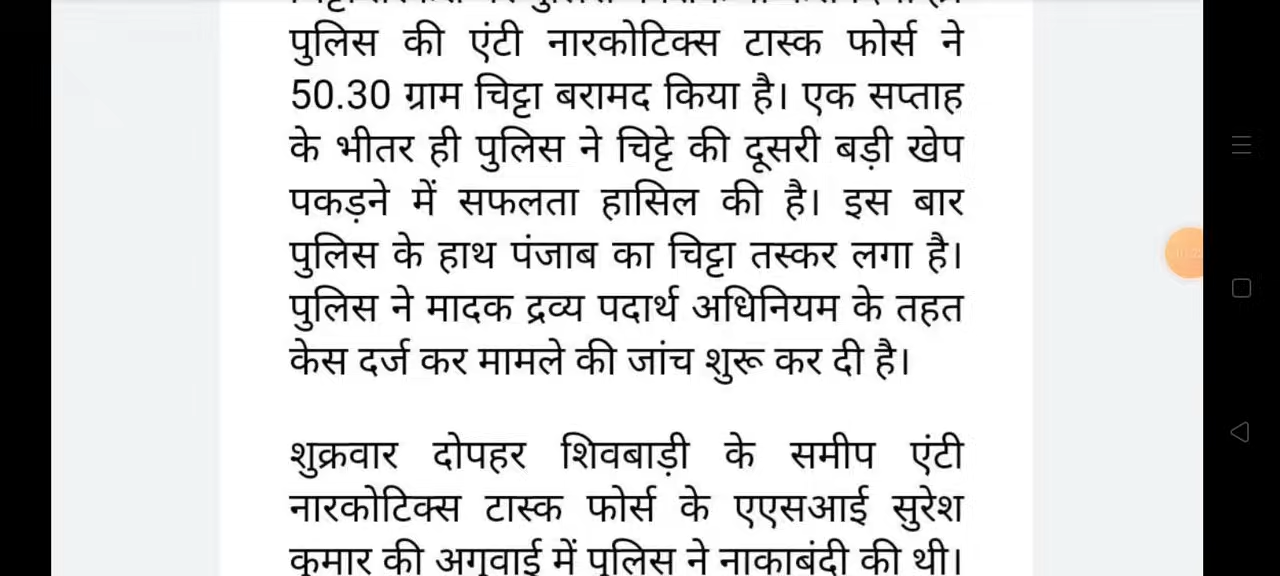 पुलिस की एंटी नारकोटिक्स टास्क फोर्स ने
50.30 ग्राम चिट्टा बरामद किया है। एक सप्ताह
के भीतर ही पुलिस ने चिट्टे की दूसरी बड़ी खेप
पकड़ने में सफलता हासिल की है। इस बार
पुलिस के हाथ पंजाब का चिट्टा तस्कर लगा है।
पुलिस ने मादक द्रव्य पदार्थ अधिनियम के तहत
केस दर्ज कर मामले की जांच शुरू कर दी है।
शुक्रवार दोपहर शिवबाड़ी के समीप एंटी
नारकोटिक्स टास्क फोर्स के एएसआई सुरेश
कुमार की अगुवाई में पुलिस ने नाकाबंदी की थी।